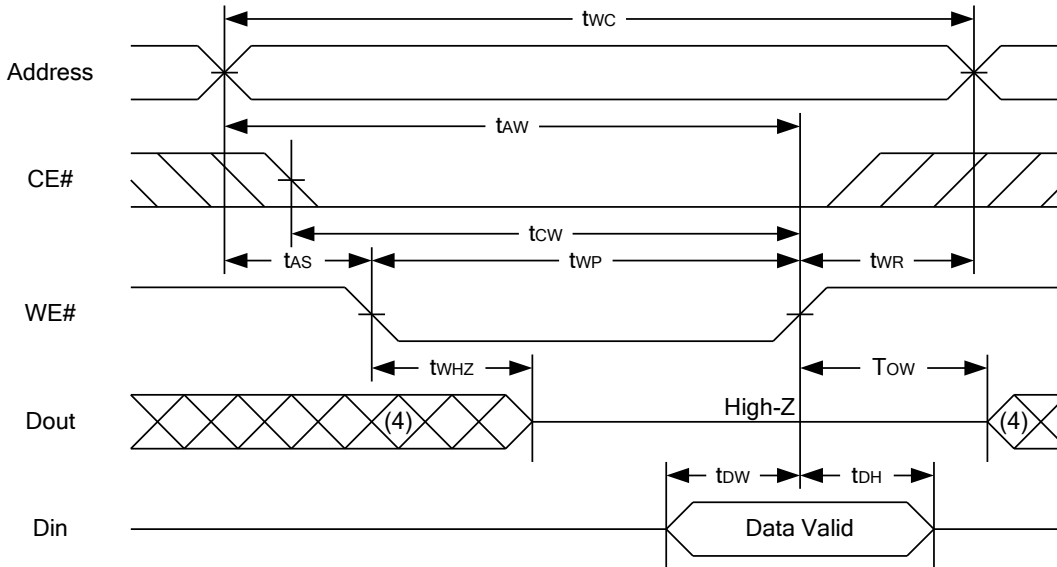 tWC
Address
tAW
CE#
tCW
tAS tWP tWR
WE#
tWHZ TOW
Dout (4) High-Z (4)
tDW tDH
Din Data Valid